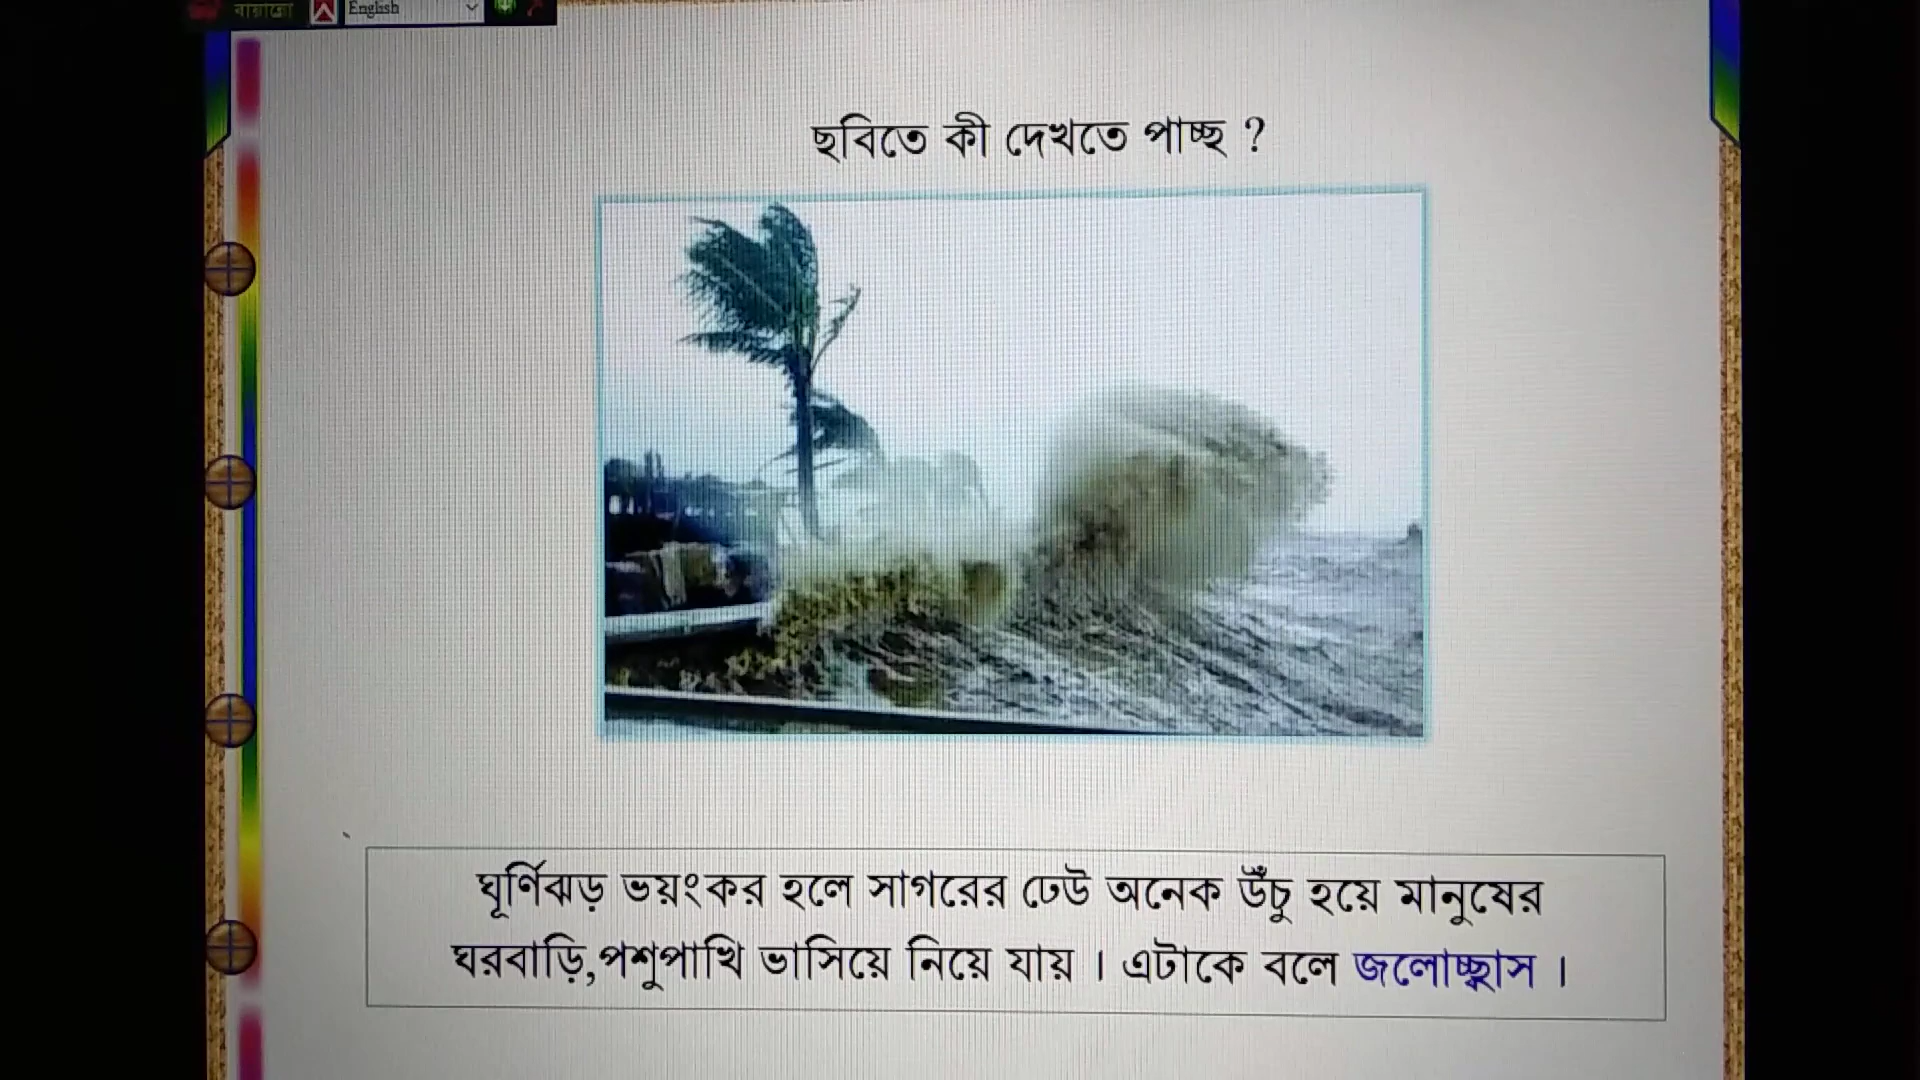 বায়ান্নো
English
ছবিতে কী দেখতে পাচ্ছ ?
ঘূর্ণিঝড় ভয়ংকর হলে সাগরের ঢেউ অনেক উঁচু হয়ে মানুষের
ঘরবাড়ি,পশুপাখি ভাসিয়ে নিয়ে যায় । এটাকে বলে জলোচ্ছ্বাস ।